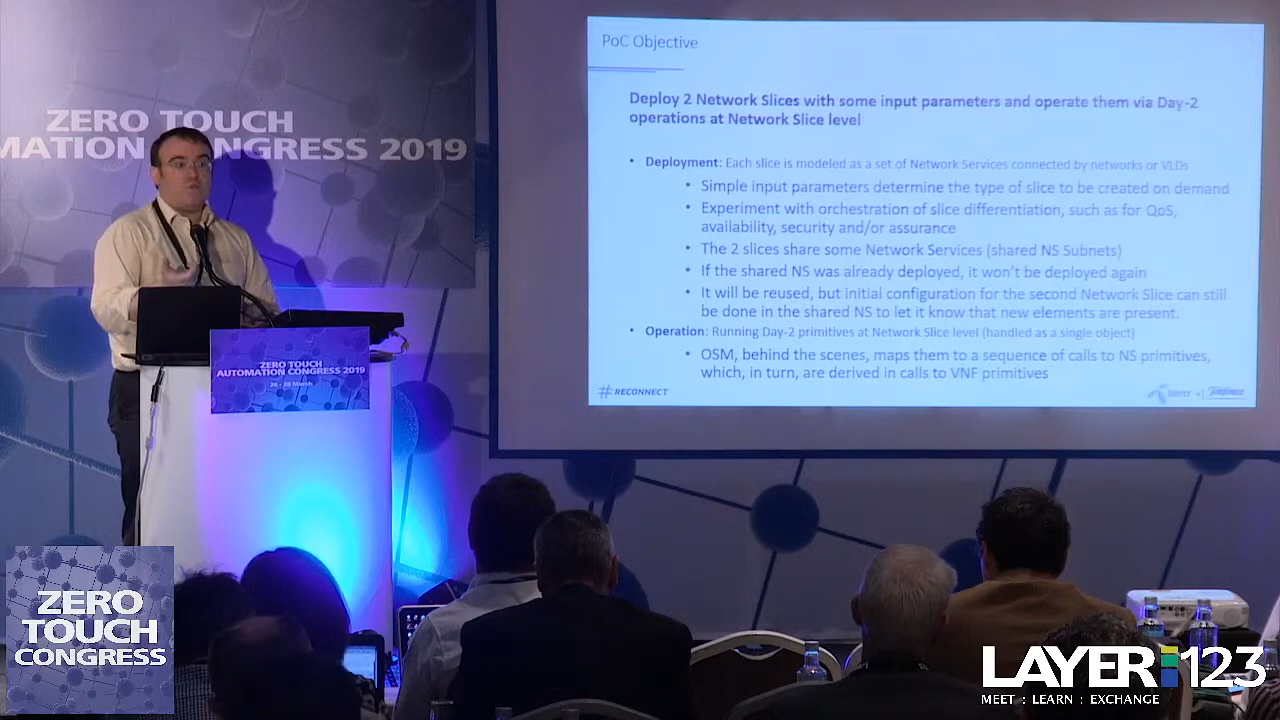 ZERO TOUCH
MATION CONGRESS 2019
PoC Objective
Deploy 2 Network Slices with some input parameters and operate them via Day-2
operations at Network Slice level
• Deployment: Each slice is modeled as a set of Network Services connected by networks or VLDs
• Simple input parameters determine the type of slice to be created on demand
• Experiment with orchestration of slice differentiation, such as for QoS,
availability, security and/or assurance
• The 2 slices share some Network Services (shared NS Subnets)
• If the shared NS was already deployed, it won't be deployed again
• It will be reused, but initial configuration for the second Network Slice can still
be done in the shared NS to let it know that new elements are present.
• Operation: Running Day-2 primitives at Network Slice level (handled as a single object)
• OSM, behind the scenes, maps them to a sequence of calls to NS primitives,
which, in turn, are derived in calls to VNF primitives
#RECONNECT
Telefónica
ZERO TOUCH
AUTOMATION CONGRESS 2019
26 - 28 March
ZERO
TOUCH
CONGRESS
LAYER123
MEET : LEARN : EXCHANGE